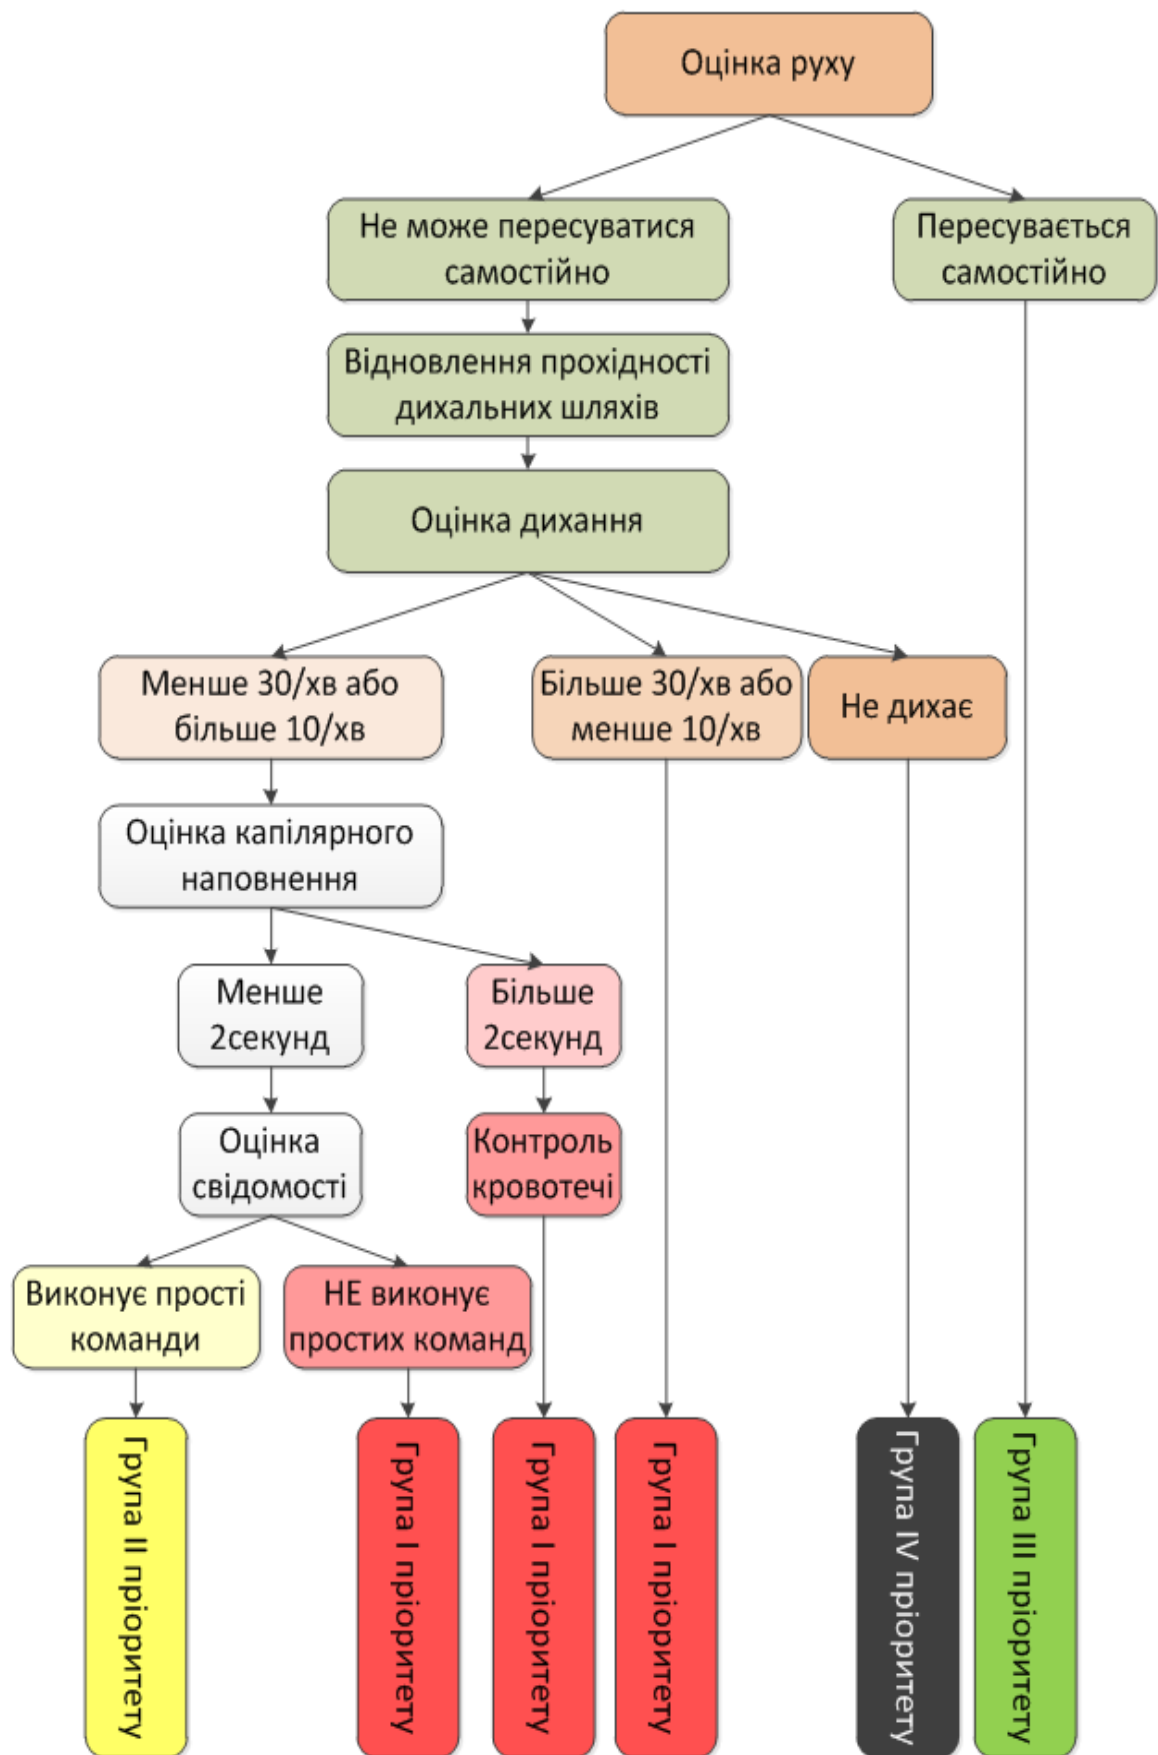 Оцінка руху
Не може пересуватися
самостійно
Пересувається
самостійно
Відновлення прохідності
дихальних шляхів
Оцінка дихання
Менше 30/хв або
більше 10/хв
Більше 30/хв або
менше 10/хв
Не дихає
Оцінка капілярного
наповнення
Менше
2секунд
Більше
2секунд
Оцінка
свідомості
Контроль
кровотечі
Виконує прості
команди
НЕ виконує
простих команд
Група II пріоритету
Група I пріоритету
Група I пріоритету
Група I пріоритету
Група IV пріоритету
Група III пріоритету